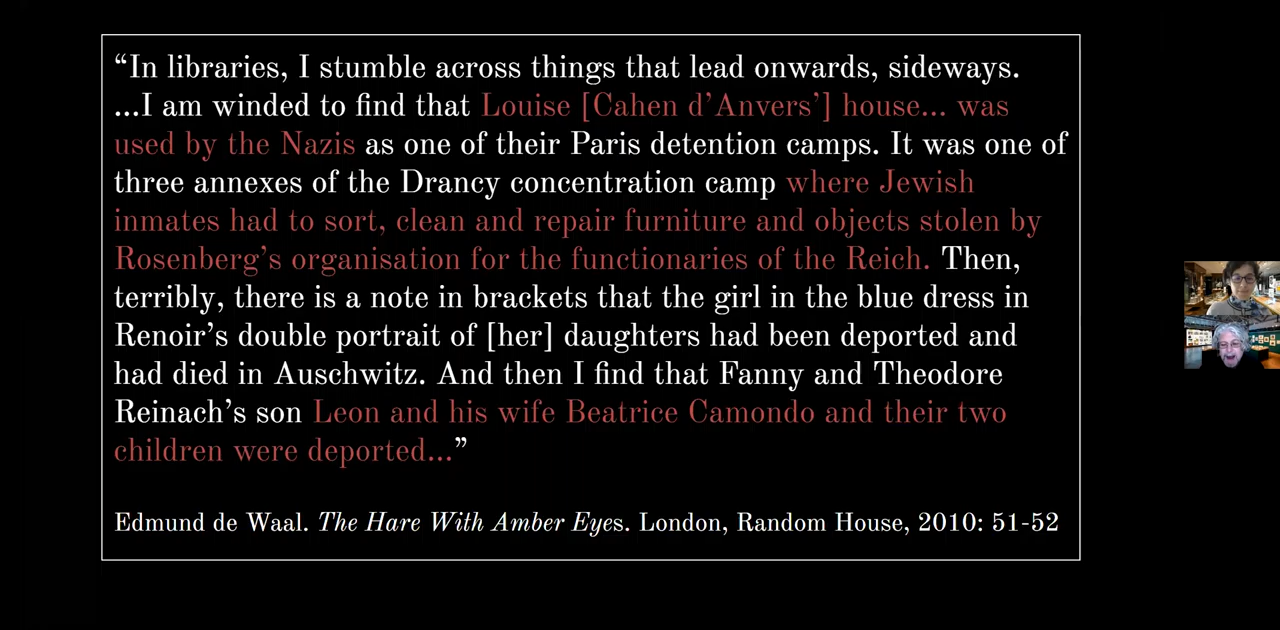 “In libraries, I stumble across things that lead onwards, sideways.
...I am winded to find that Louise [Cahen d’Anvers’] house... was
used by the Nazis as one of their Paris detention camps. It was one of
three annexes of the Drancy concentration camp where Jewish
inmates had to sort, clean and repair furniture and objects stolen by
Rosenberg’s organisation for the functionaries of the Reich. Then,
terribly, there is a note in brackets that the girl in the blue dress in
Renoir’s double portrait of [her] daughters had been deported and
had died in Auschwitz. And then I find that Fanny and Theodore
Reinach’s son Leon and his wife Beatrice Camondo and their two
children were deported...”
Edmund de Waal. The Hare With Amber Eyes. London, Random House, 2010: 51-52